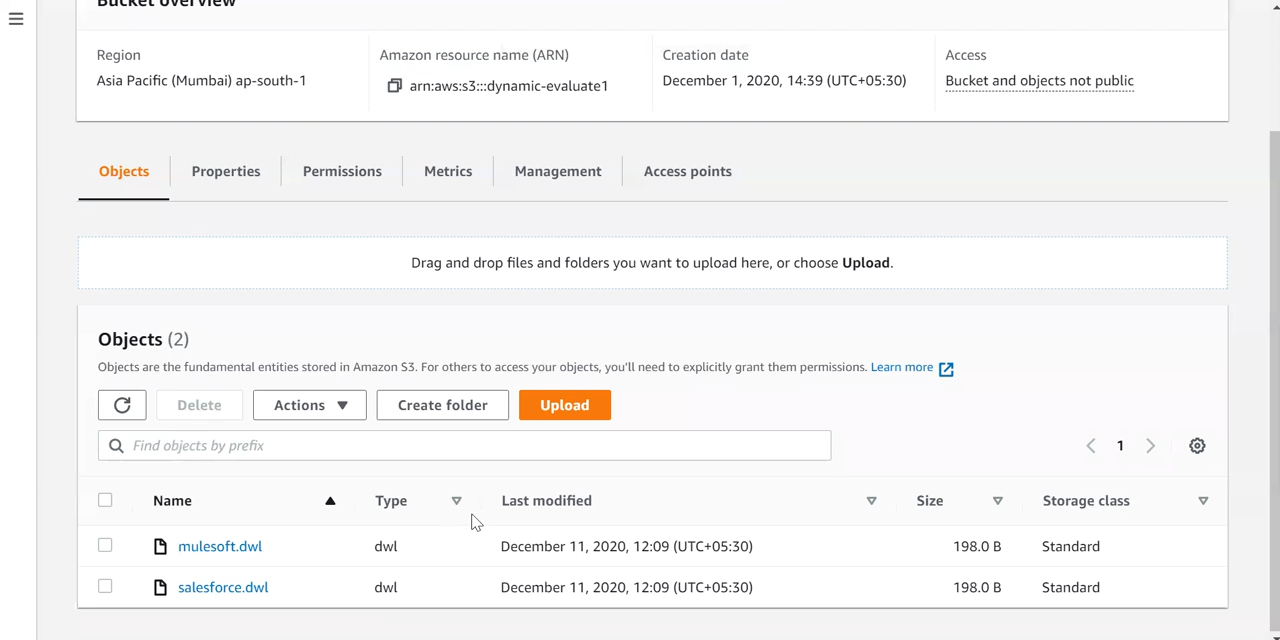 Bucket overview
Region
Amazon resource name (ARN)
Creation date
Access
Asia Pacific (Mumbai) ap-south-1
arn:aws:s3:::dynamic-evaluate1
December 1, 2020, 14:39 (UTC+05:30)
Bucket and objects not public
Objects
Properties
Permissions
Metrics
Management
Access points
Drag and drop files and folders you want to upload here, or choose Upload.
Objects (2)
Objects are the fundamental entities stored in Amazon S3. For others to access your objects, you'll need to explicitly grant them permissions. Learn more
Delete
Actions
Create folder
Upload
Find objects by prefix
1
Name Type Last modified Size Storage class
mulesoft.dwl dwl December 11, 2020, 12:09 (UTC+05:30) 198.0 B Standard
salesforce.dwl dwl December 11, 2020, 12:09 (UTC+05:30) 198.0 B Standard